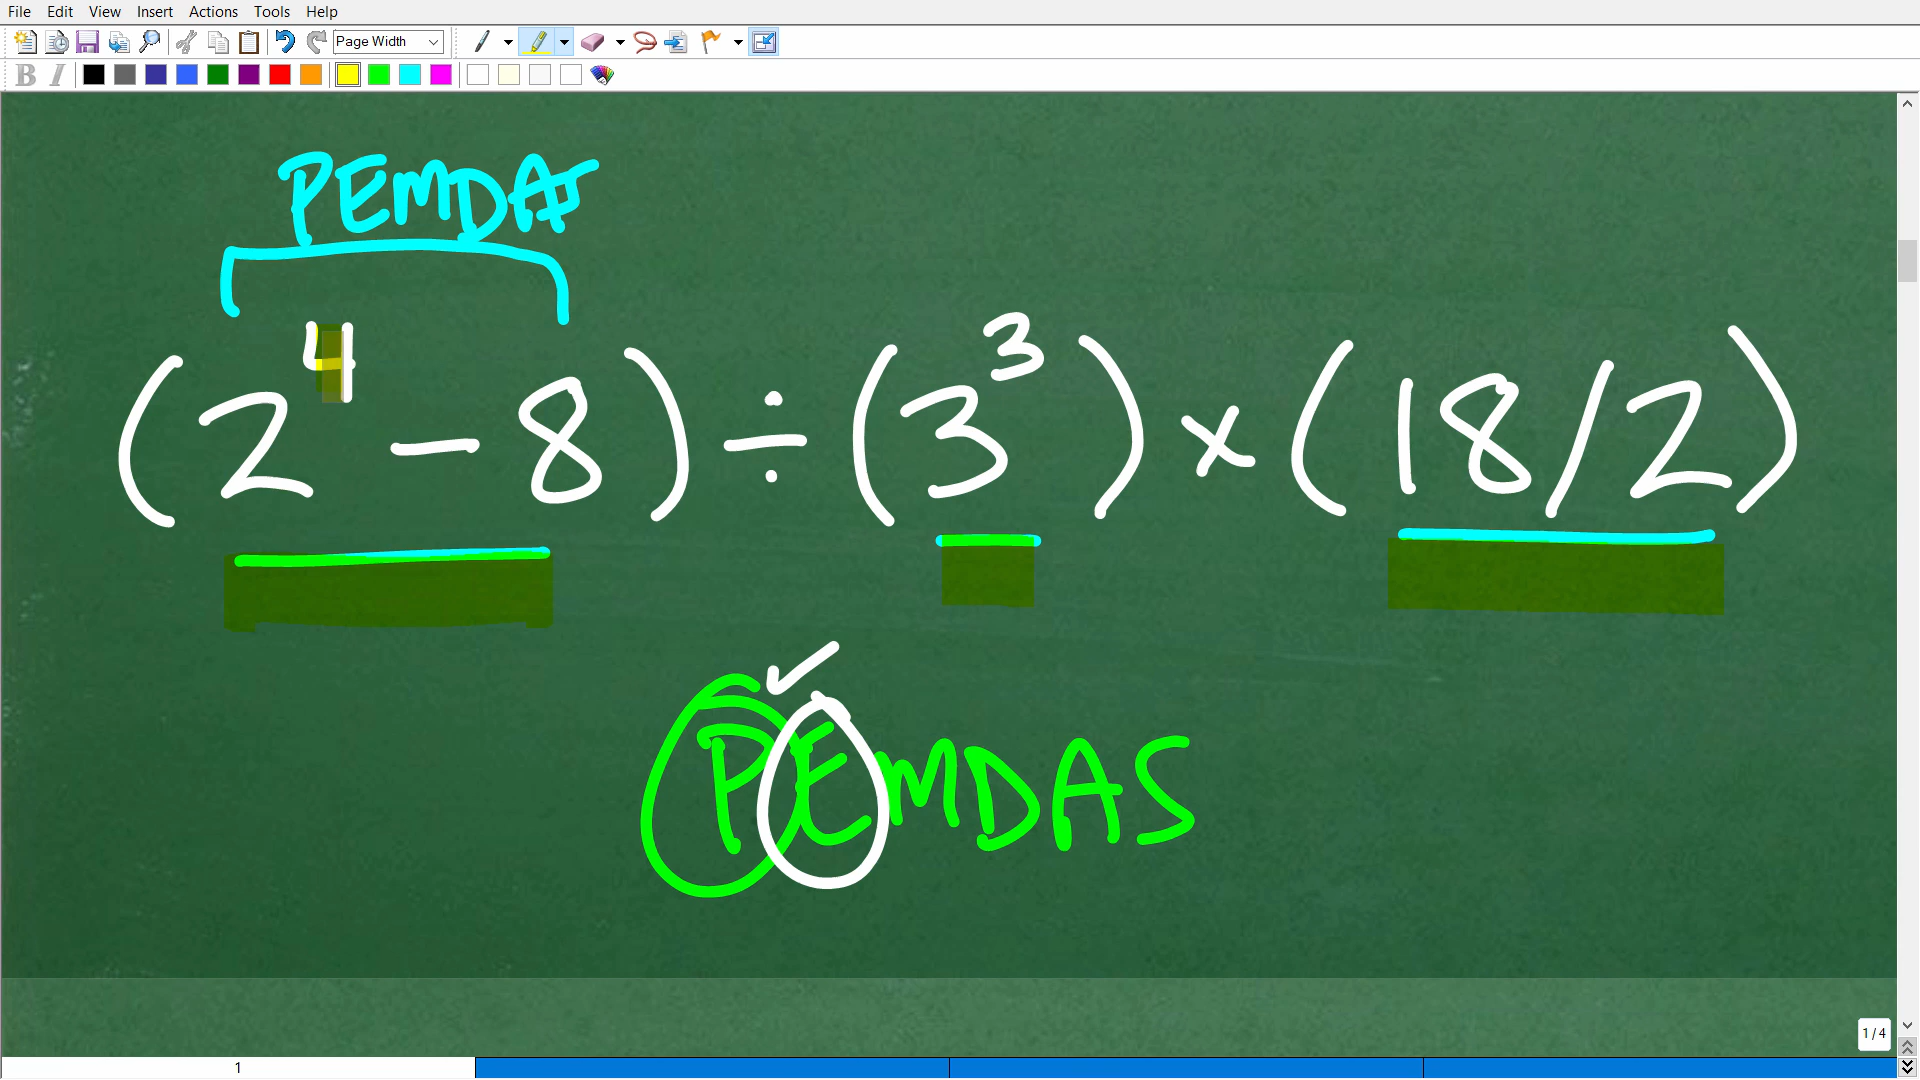 File Edit View Insert Actions Tools Help
Page Width
B I
PEMDAS
(2⁴ − 8) ÷ (3³) × (18/2)
PEMDAS
1 / 4
1